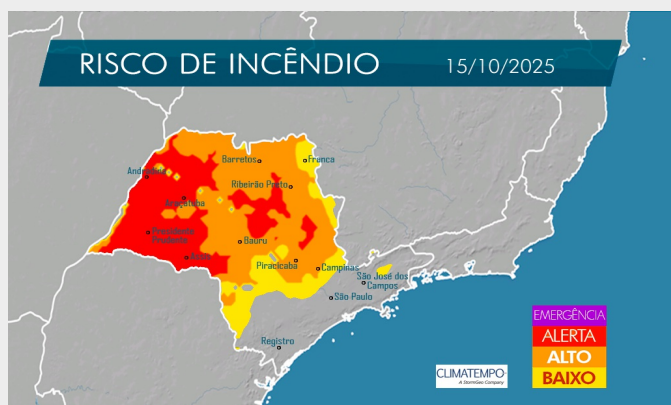 RISCO DE INCÊNDIO 15/10/2025
Barretos
Franca
Andradina
Ribeirão Preto
Araçatuba
Presidente
Prudente
Bauru
Assis
Piracicaba
Campinas
São José dos
Campos
São Paulo
Registro
EMERGÊNCIA
ALERTA
ALTO
BAIXO
CLIMATEMPO
A StormGeo Company